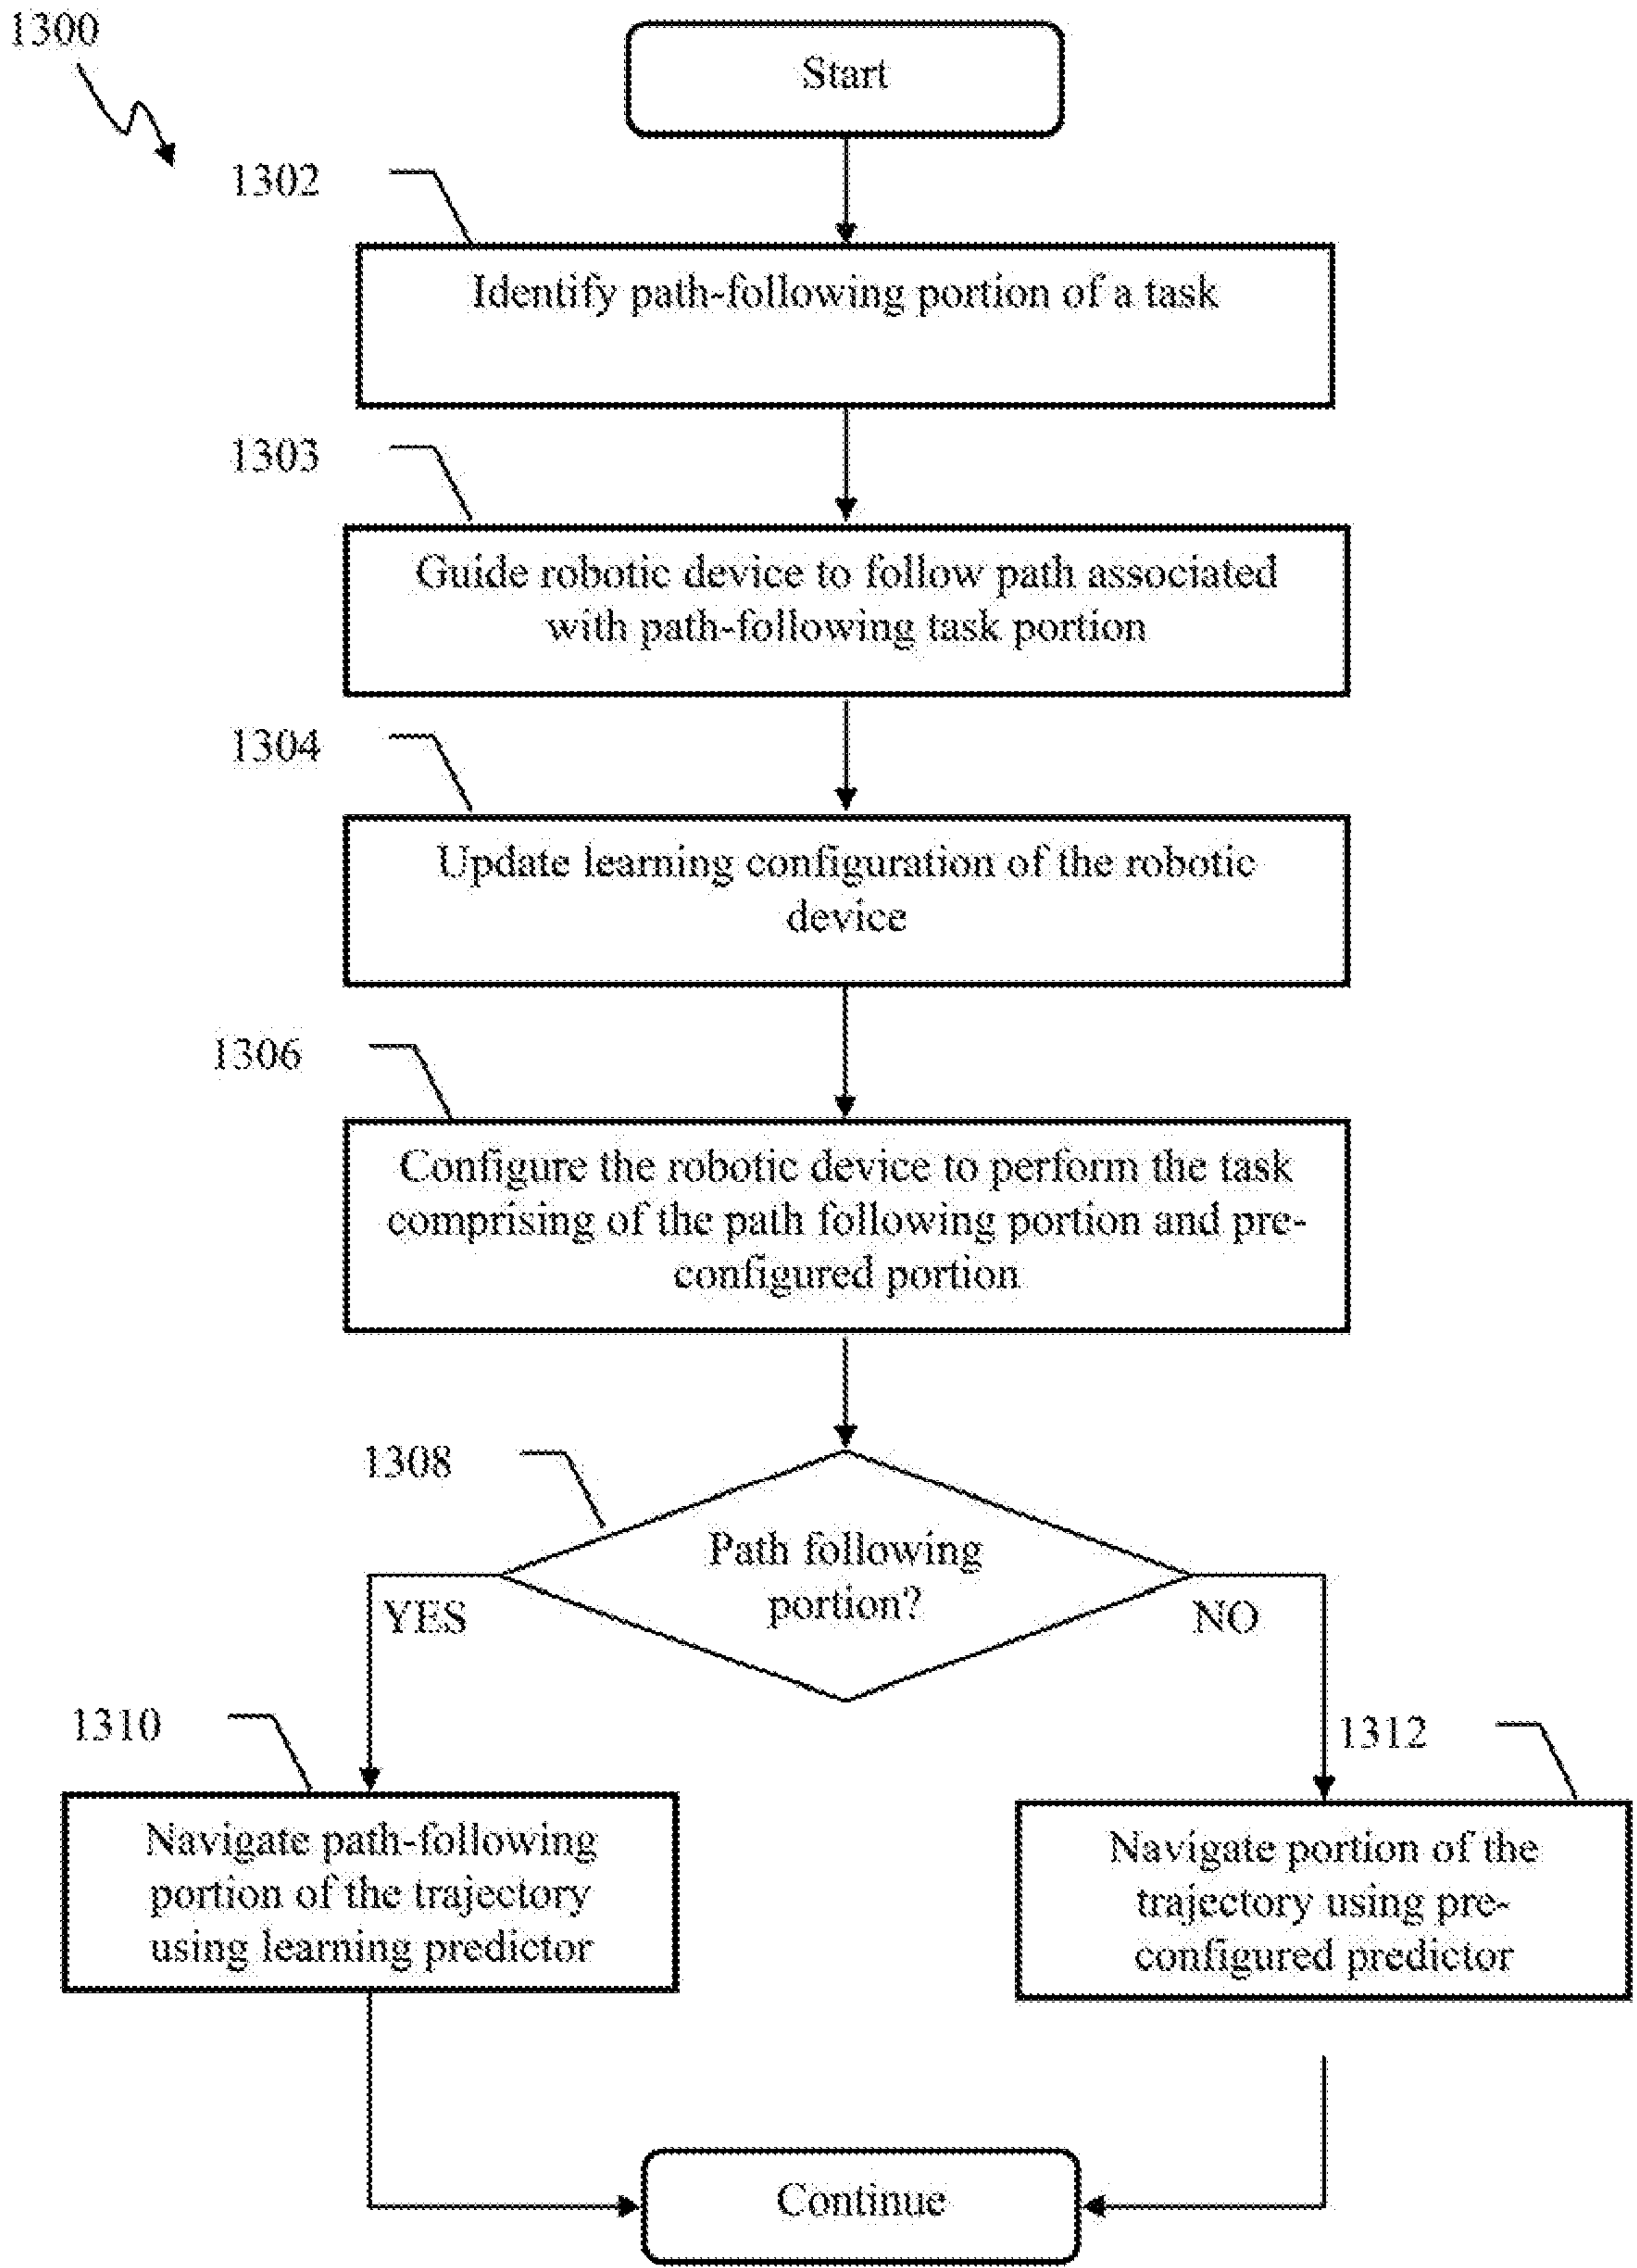 1300
Start
1302
Identify path-following portion of a task
1303
Guide robotic device to follow path associated
with path-following task portion
1304
Update learning configuration of the robotic
device
1306
Configure the robotic device to perform the task
comprising of the path following portion and pre-
configured portion
1308
Path following
portion?
YES
NO
1310
Navigate path-following
portion of the trajectory
using learning predictor
1312
Navigate portion of the
trajectory using pre-
configured predictor
Continue